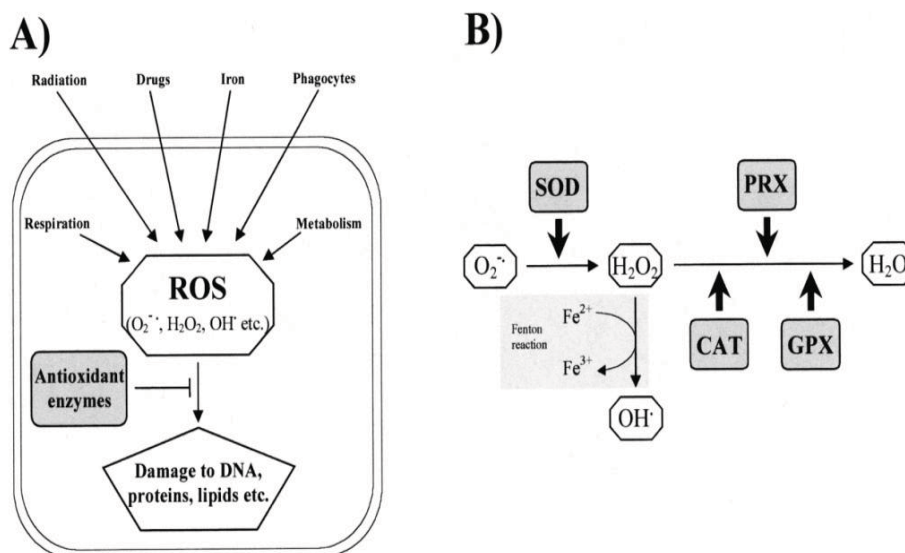 A)
Radiation Drugs Iron Phagocytes
Respiration Metabolism
ROS
(O₂⁻˙, H₂O₂, OH˙ etc.)
Antioxidant
enzymes
Damage to DNA,
proteins, lipids etc.
B)
SOD PRX
O₂⁻˙ H₂O₂ H₂O
Fenton
reaction
Fe²⁺
Fe³⁺
CAT GPX
OH˙